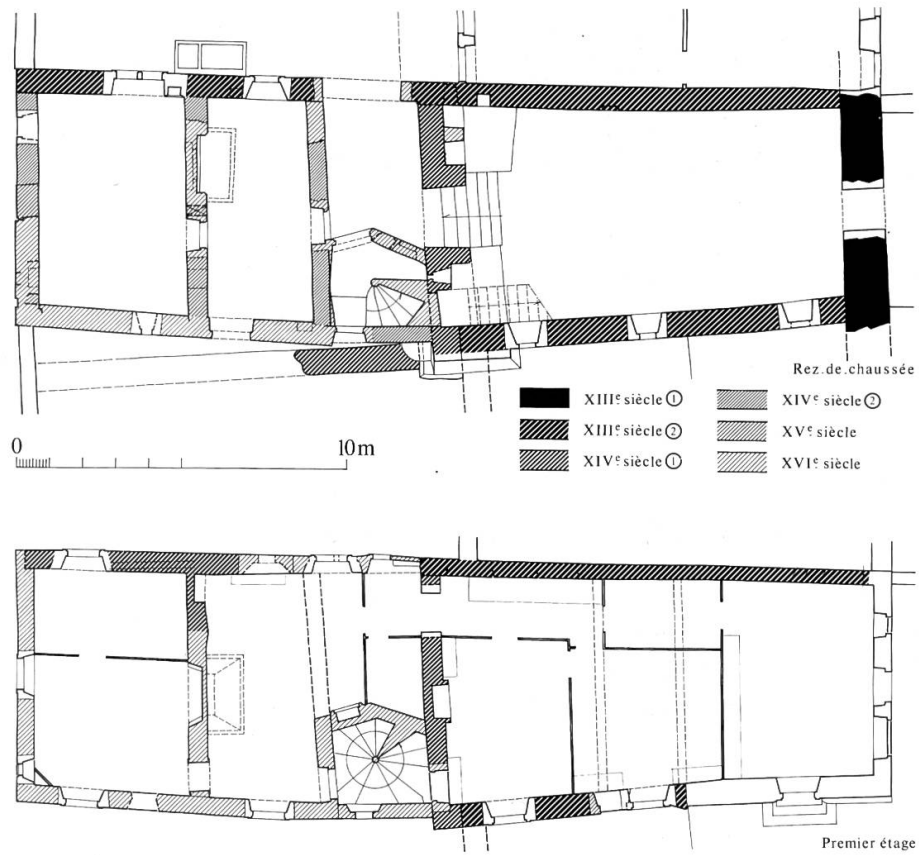 Rez.de.chaussée
XIIIe siècle ①
XIVe siècle ②
XIIIe siècle ②
XVe siècle
XIVe siècle ①
XVIe siècle
0 10 m
Premier étage